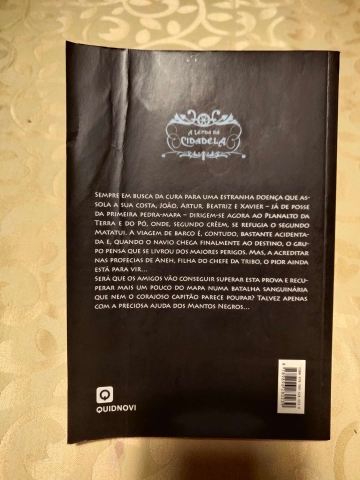 A LENDA DA
CIDADELA
SEMPRE EM BUSCA DA CURA PARA UMA ESTRANHA DOENÇA QUE AS-
SOLA A SUA COSTA, JOÃO, ARTUR, BEATRIZ E XAVIER – JÁ DE POSSE
DA PRIMEIRA PEDRA-MAPA – DIRIGEM-SE AGORA AO PLANALTO DA
TERRA E DO PÓ, ONDE, SEGUNDO CRÊEM, SE REFUGIA O SEGUNDO
MATATUL. A VIAGEM DE BARCO É, CONTUDO, BASTANTE ACIDENTA-
DA E, QUANDO O NAVIO CHEGA FINALMENTE AO DESTINO, O GRU-
PO PENSA QUE SE LIVROU DOS MAIORES PERIGOS. MAS, A ACREDITAR
NAS PROFECIAS DE ANEH, FILHA DO CHEFE DA TRIBO, O PIOR AINDA
ESTÁ PARA VIR...
SERÁ QUE OS AMIGOS VÃO CONSEGUIR SUPERAR ESTA PROVA E RECU-
PERAR MAIS UM POUCO DO MAPA NUMA BATALHA SANGUINÁRIA
QUE NEM O CORAJOSO CAPITÃO PARECE POUPAR? TALVEZ APENAS
COM A PRECIOSA AJUDA DOS MANTOS NEGROS...
QUIDNOVI